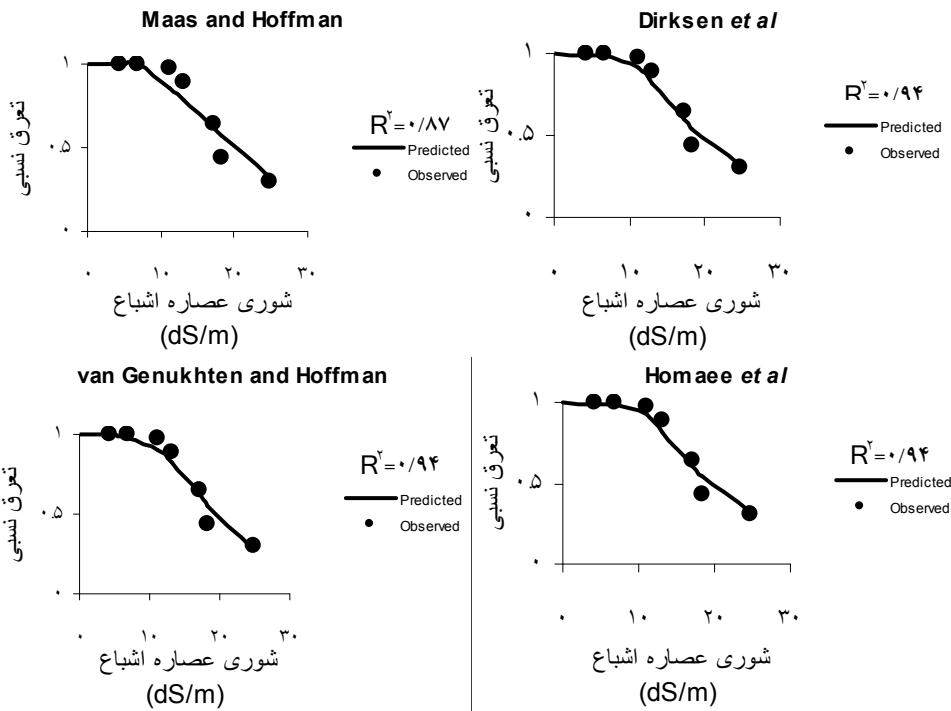 Maas and Hoffman
۱
۰.۵
۰
تعرق نسبی
R۲=۰/۸۷
Predicted
Observed
۰ ۱۰ ۲۰ ۳۰
شوری عصاره اشباع
(dS/m)
Dirksen et al
۱
۰.۵
۰
تعرق نسبی
R۲=۰/۹۴
Predicted
Observed
۰ ۱۰ ۲۰ ۳۰
شوری عصاره اشباع
(dS/m)
van Genukhten and Hoffman
۱
۰.۵
۰
تعرق نسبی
R۲=۰/۹۴
Predicted
Observed
۰ ۱۰ ۲۰ ۳۰
شوری عصاره اشباع
(dS/m)
Homaee et al
۱
۰.۵
۰
تعرق نسبی
R۲=۰/۹۴
Predicted
Observed
۰ ۱۰ ۲۰ ۳۰
شوری عصاره اشباع
(dS/m)